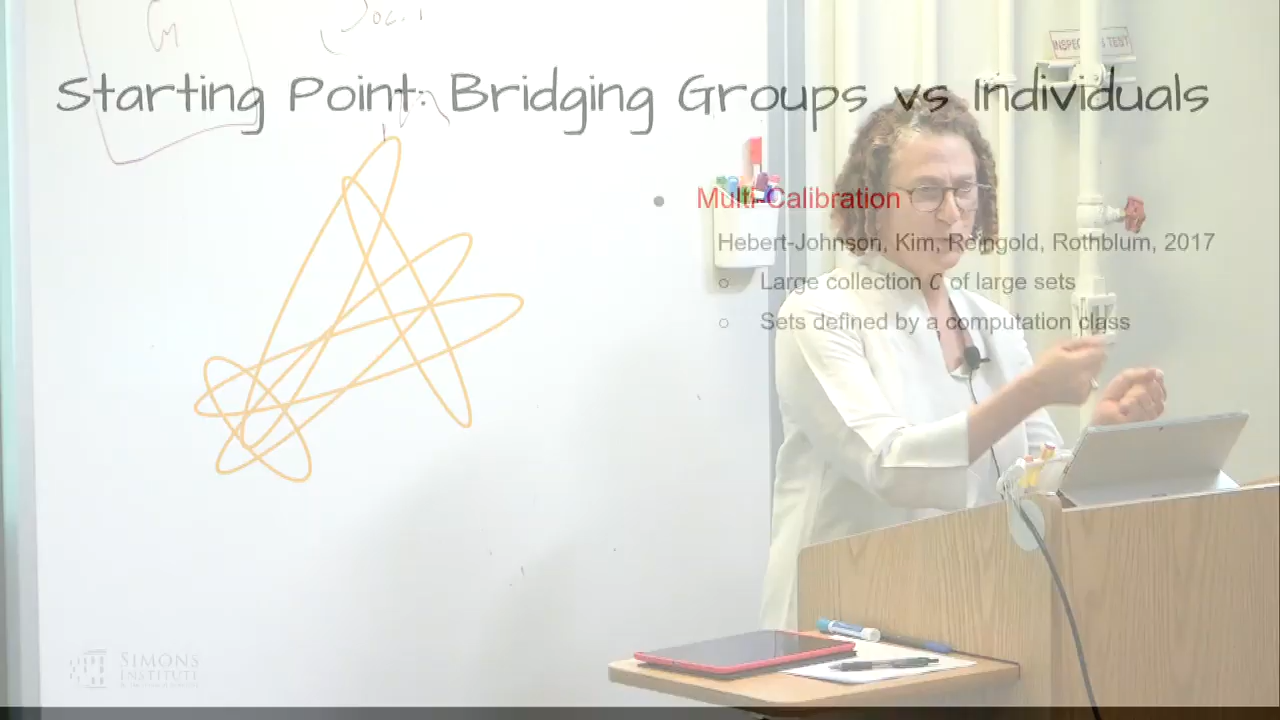 Starting Point: Bridging Groups vs Individuals
• Multi-Calibration
Hebert-Johnson, Kim, Reingold, Rothblum, 2017
○ Large collection C of large sets
○ Sets defined by a computation class
SIMONS
INSTITUTE